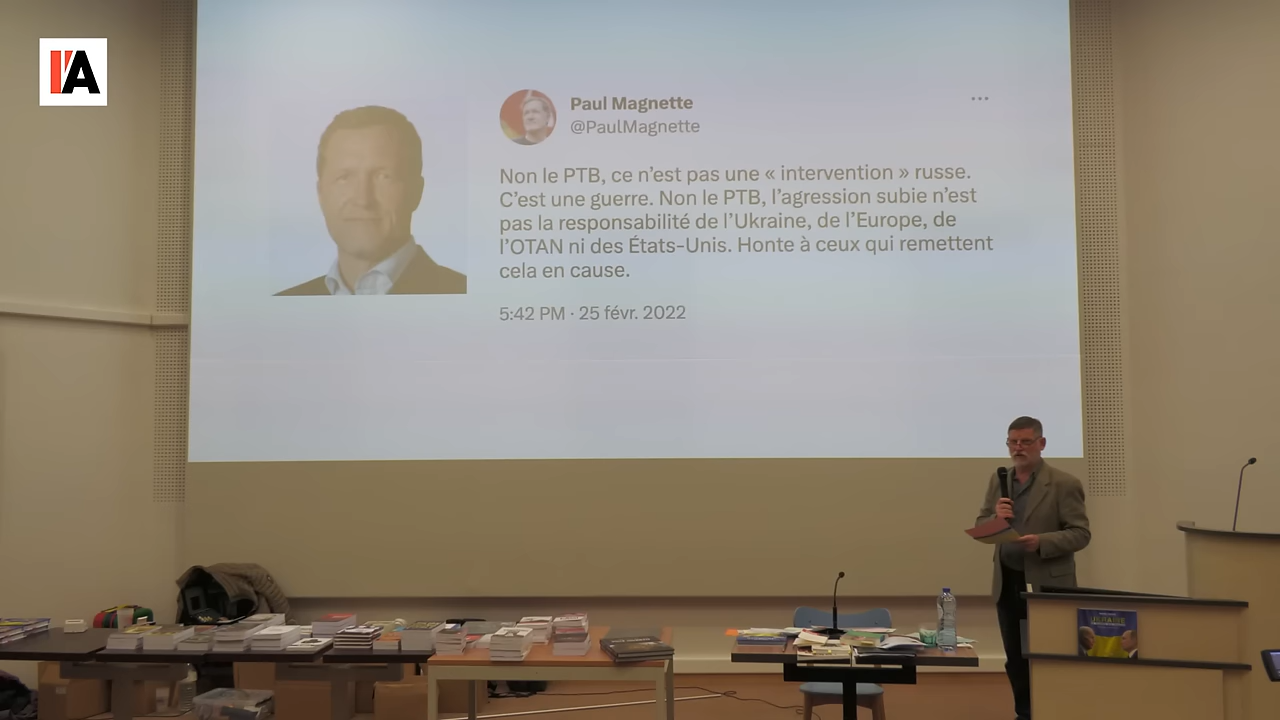 I'A
Paul Magnette
@PaulMagnette
Non le PTB, ce n'est pas une « intervention » russe.
C'est une guerre. Non le PTB, l'agression subie n'est
pas la responsabilité de l'Ukraine, de l'Europe, de
l'OTAN ni des États-Unis. Honte à ceux qui remettent
cela en cause.
5:42 PM · 25 févr. 2022
UKRAINE